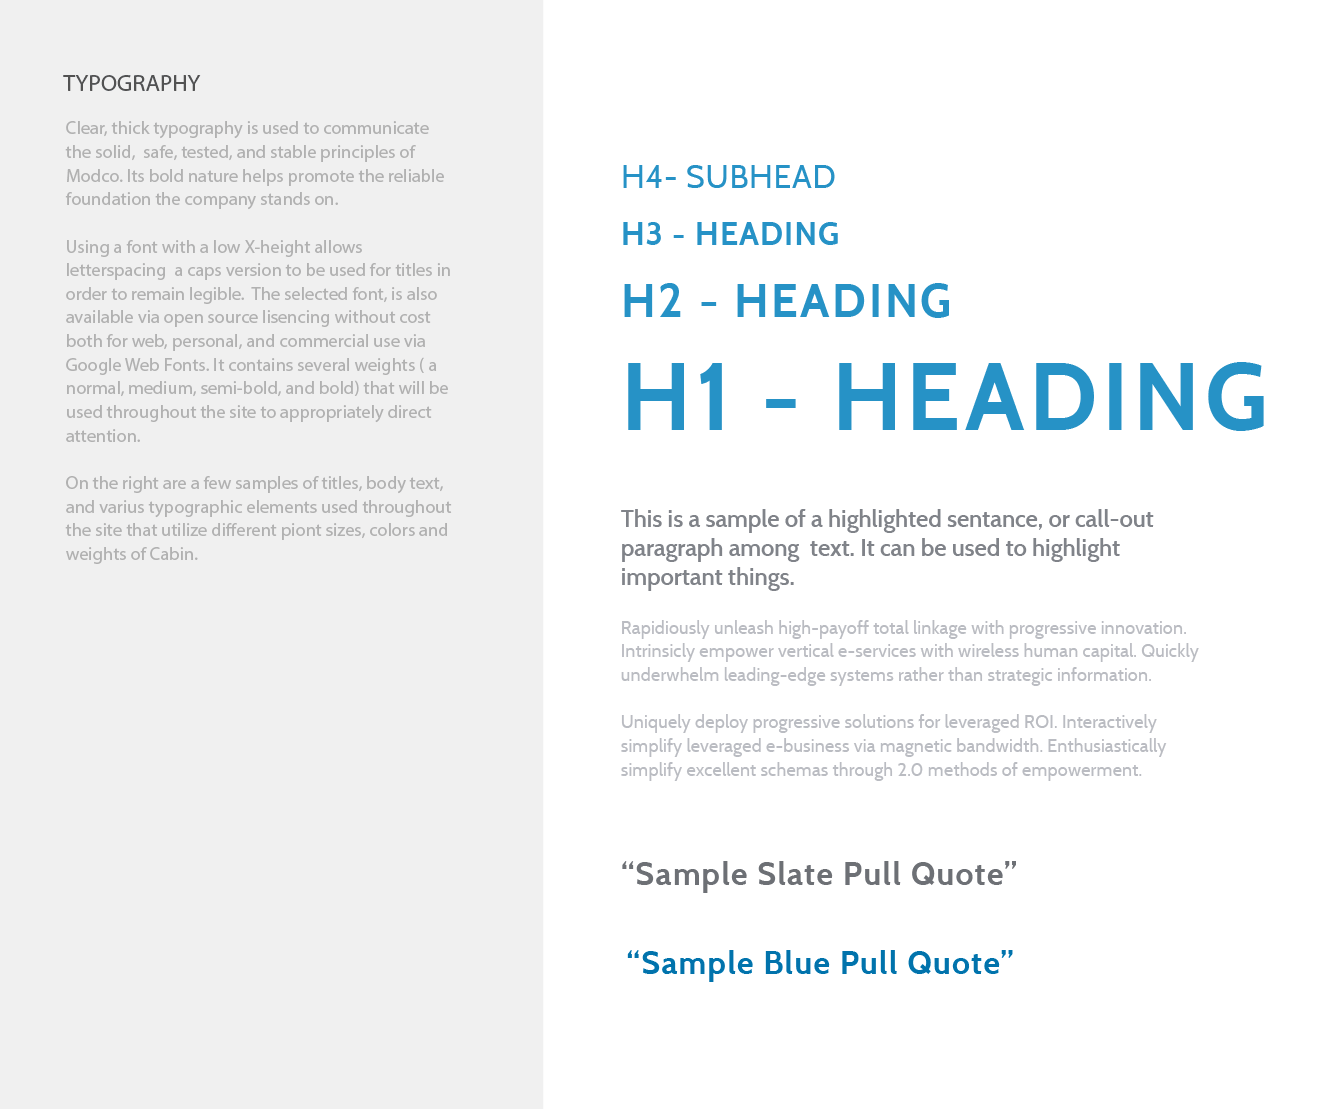 TYPOGRAPHY
Clear, thick typography is used to communicate
the solid,  safe, tested, and stable principles of
Modco. Its bold nature helps promote the reliable
foundation the company stands on.
Using a font with a low X-height allows
letterspacing  a caps version to be used for titles in
order to remain legible.  The selected font, is also
available via open source lisencing without cost
both for web, personal, and commercial use via
Google Web Fonts. It contains several weights ( a
normal, medium, semi-bold, and bold) that will be
used throughout the site to appropriately direct
attention.
On the right are a few samples of titles, body text,
and varius typographic elements used throughout
the site that utilize different piont sizes, colors and
weights of Cabin.
H4- SUBHEAD
H3 - HEADING
H2 - HEADING
H1 - HEADING
This is a sample of a highlighted sentance, or call-out
paragraph among  text. It can be used to highlight
important things.
Rapidiously unleash high-payoff total linkage with progressive innovation.
Intrinsicly empower vertical e-services with wireless human capital. Quickly
underwhelm leading-edge systems rather than strategic information.
Uniquely deploy progressive solutions for leveraged ROI. Interactively
simplify leveraged e-business via magnetic bandwidth. Enthusiastically
simplify excellent schemas through 2.0 methods of empowerment.
“Sample Slate Pull Quote”
“Sample Blue Pull Quote”